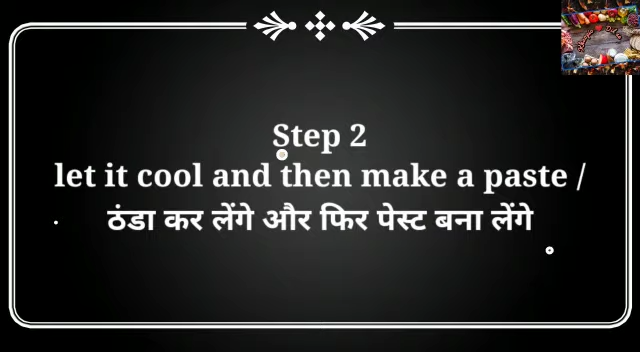 Step 2
let it cool and then make a paste /
ठंडा कर लेंगे और फिर पेस्ट बना लेंगे